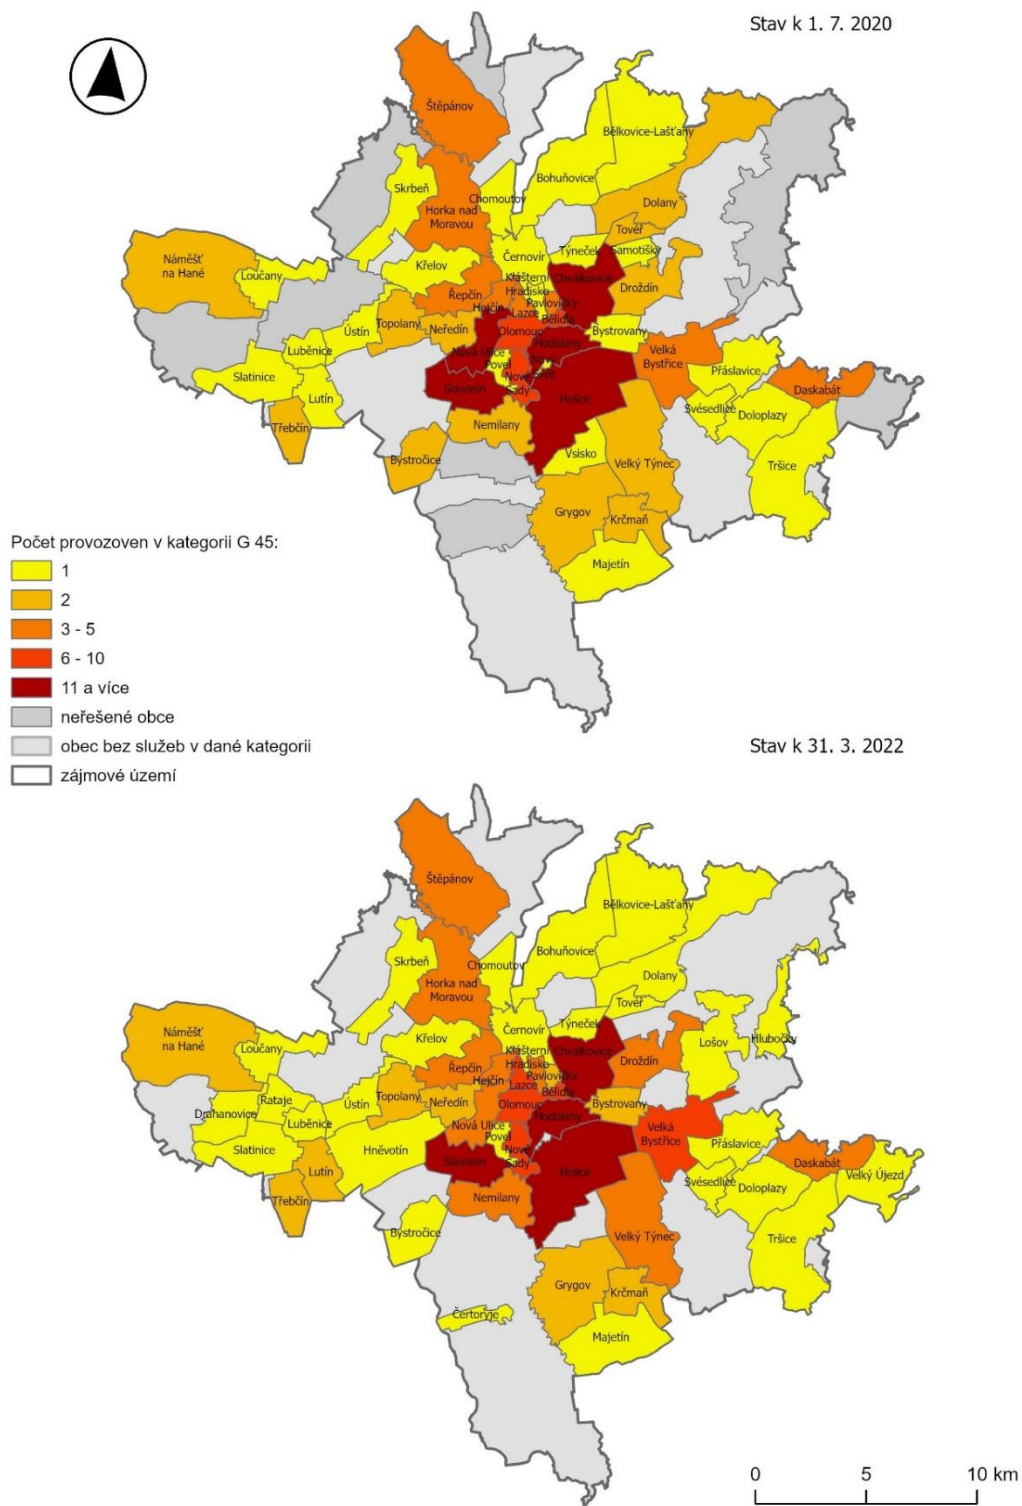 Stav k 1. 7. 2020
Štěpánov
Bělkovice-Lašťany
Bohuňovice
Skrbeň
Chomoutov
Dolany
Horka nad
Moravou
Tovéř
Týneček
Samotišky
Černovír
Náměšť
na Hané
Loučany
Křelov
Klášterní
Hradisko
Chválkovice
Droždín
Řepčín
Hejčín
Pavlovičky
Lazce
Bělidla
Ústín
Topolany
Neředín
Olomouc
Bystrovany
Hodolany
Luběnice
Nová Ulice
Povel
Nový
Svět
Velká
Bystřice
Přáslavice
Slatinice
Lutín
Slavonín
Nové
Sady
Holice
Daskabát
Svésedlice
Doloplazy
Třebčín
Nemilany
Bystročice
Vsisko
Velký Týnec
Tršice
Grygov
Krčmaň
Majetín
Počet provozoven v kategorii G 45:
1
2
3 - 5
6 - 10
11 a více
neřešené obce
obec bez služeb v dané kategorii
zájmové území
Stav k 31. 3. 2022
Štěpánov
Bělkovice-Lašťany
Bohuňovice
Skrbeň
Chomoutov
Dolany
Horka nad
Moravou
Tovéř
Týneček
Černovír
Náměšť
na Hané
Loučany
Křelov
Klášterní
Hradisko
Chválkovice
Droždín
Lošov
Hlubočky
Řepčín
Hejčín
Pavlovičky
Lazce
Bělidla
Rataje
Drahanovice
Ústín
Topolany
Neředín
Olomouc
Bystrovany
Hodolany
Luběnice
Nová Ulice
Povel
Velká
Bystřice
Přáslavice
Slatinice
Hněvotín
Nové
Sady
Slavonín
Holice
Daskabát
Velký Újezd
Lutín
Svésedlice
Doloplazy
Třebčín
Nemilany
Bystročice
Velký Týnec
Tršice
Grygov
Krčmaň
Čertoryje
Majetín
0
5
10 km